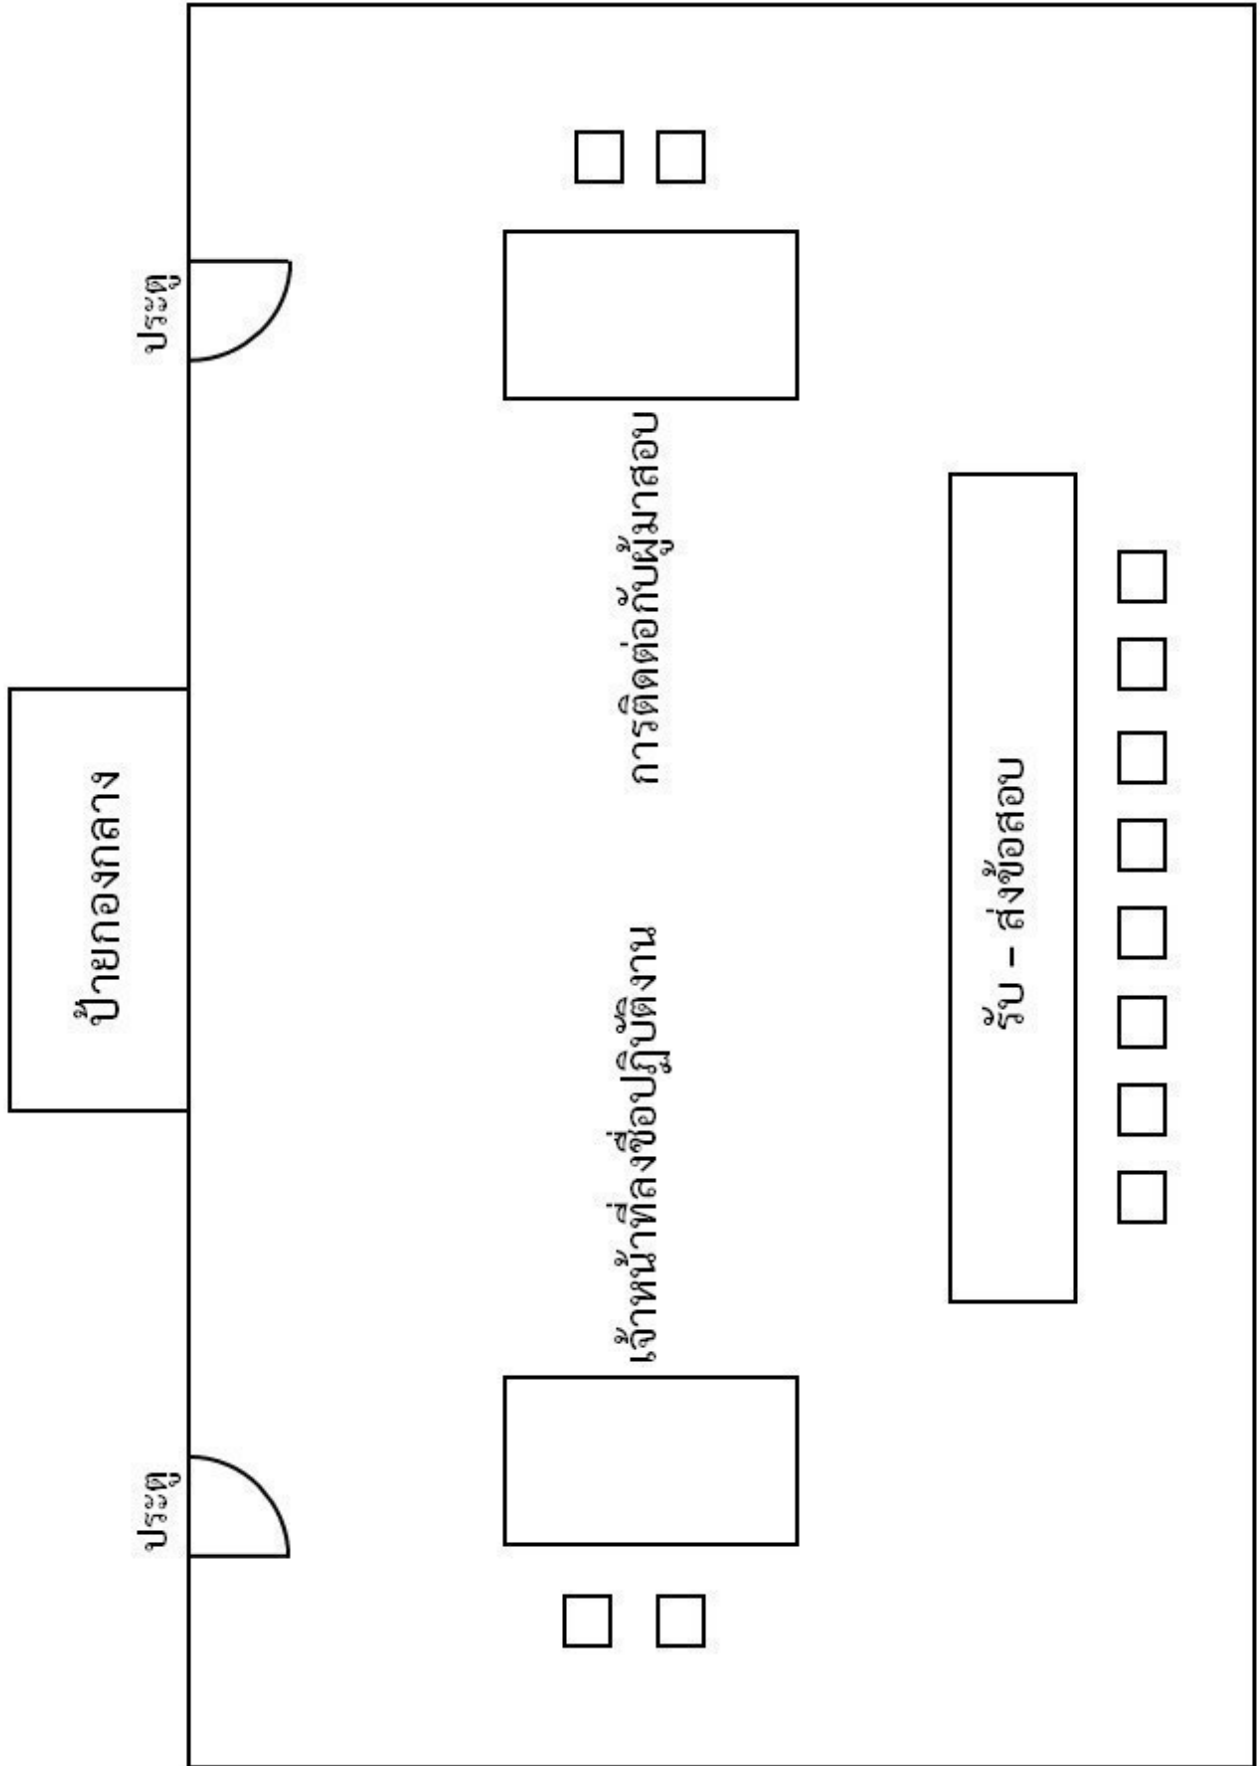 ป้ายกองกลาง
ประตู
ประตู
เจ้าหน้าที่ลงชื่อปฏิบัติงาน
การติดต่อกับผู้มาสอบ
รับ – ส่งข้อสอบ